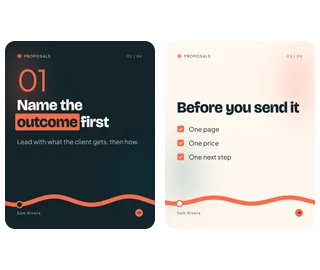 PROPOSALS
02 / 04
01
Name the
outcome first
Lead with what the client gets, then how.
Sam Rivera
PROPOSALS
03 / 04
Before you send it
One page
One price
One next step
Sam Rivera